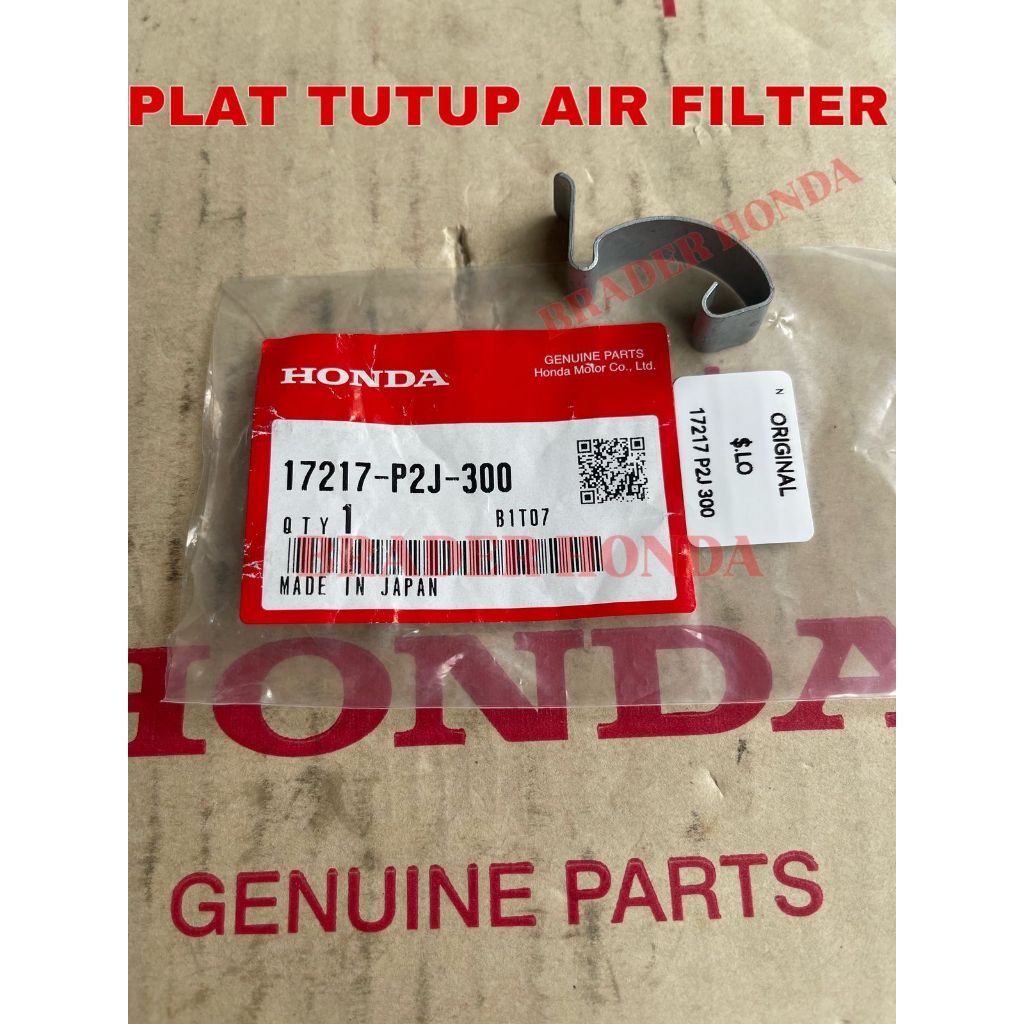 PLAT TUTUP AIR FILTER
BRADER HONDA
HONDA
GENUINE PARTS
Honda Motor Co., Ltd.
17217-P2J-300
QTY 1
B1T07
BRADER HONDA
MADE IN JAPAN
N
ORIGINAL
$.LO
17217 P2J 300
HONDA
GENUINE PARTS